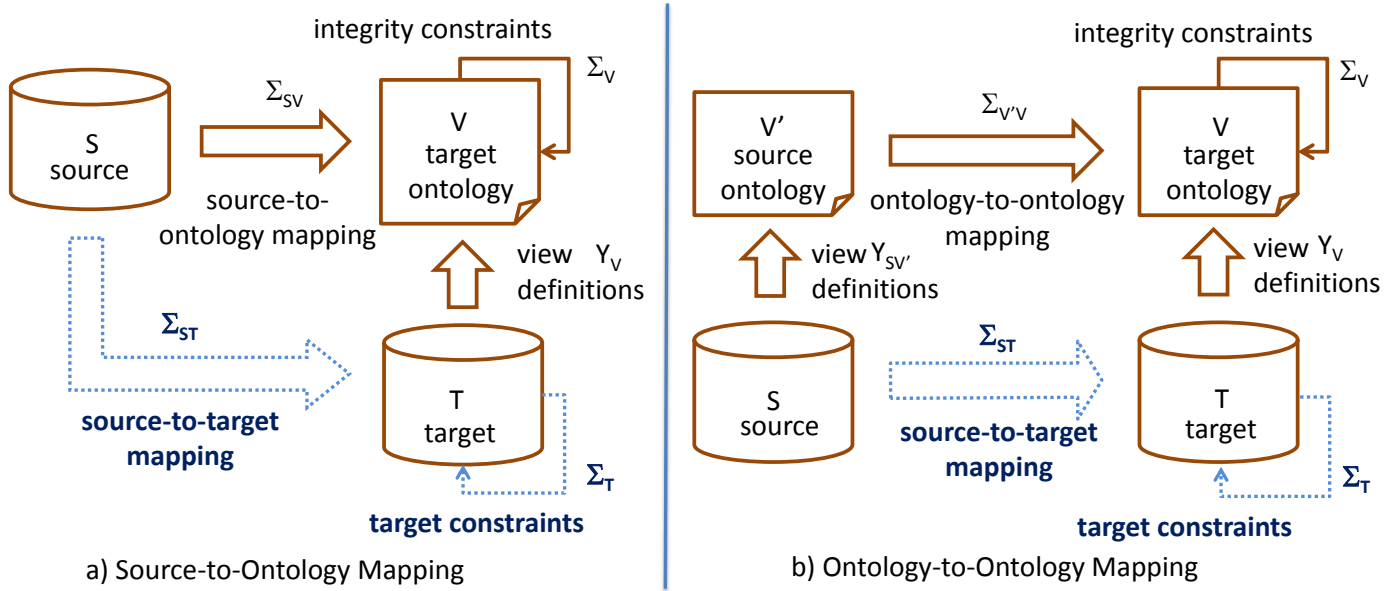 integrity constraints
Σ_V
Σ_SV
S
source
V
target
ontology
source-to-
ontology mapping
view Y_V
definitions
Σ_ST
source-to-target
mapping
T
target
Σ_T
target constraints
a) Source-to-Ontology Mapping
integrity constraints
Σ_V
Σ_V'V
V'
source
ontology
V
target
ontology
ontology-to-ontology
mapping
view Y_SV'
definitions
view Y_V
definitions
Σ_ST
S
source
source-to-target
mapping
T
target
Σ_T
target constraints
b) Ontology-to-Ontology Mapping